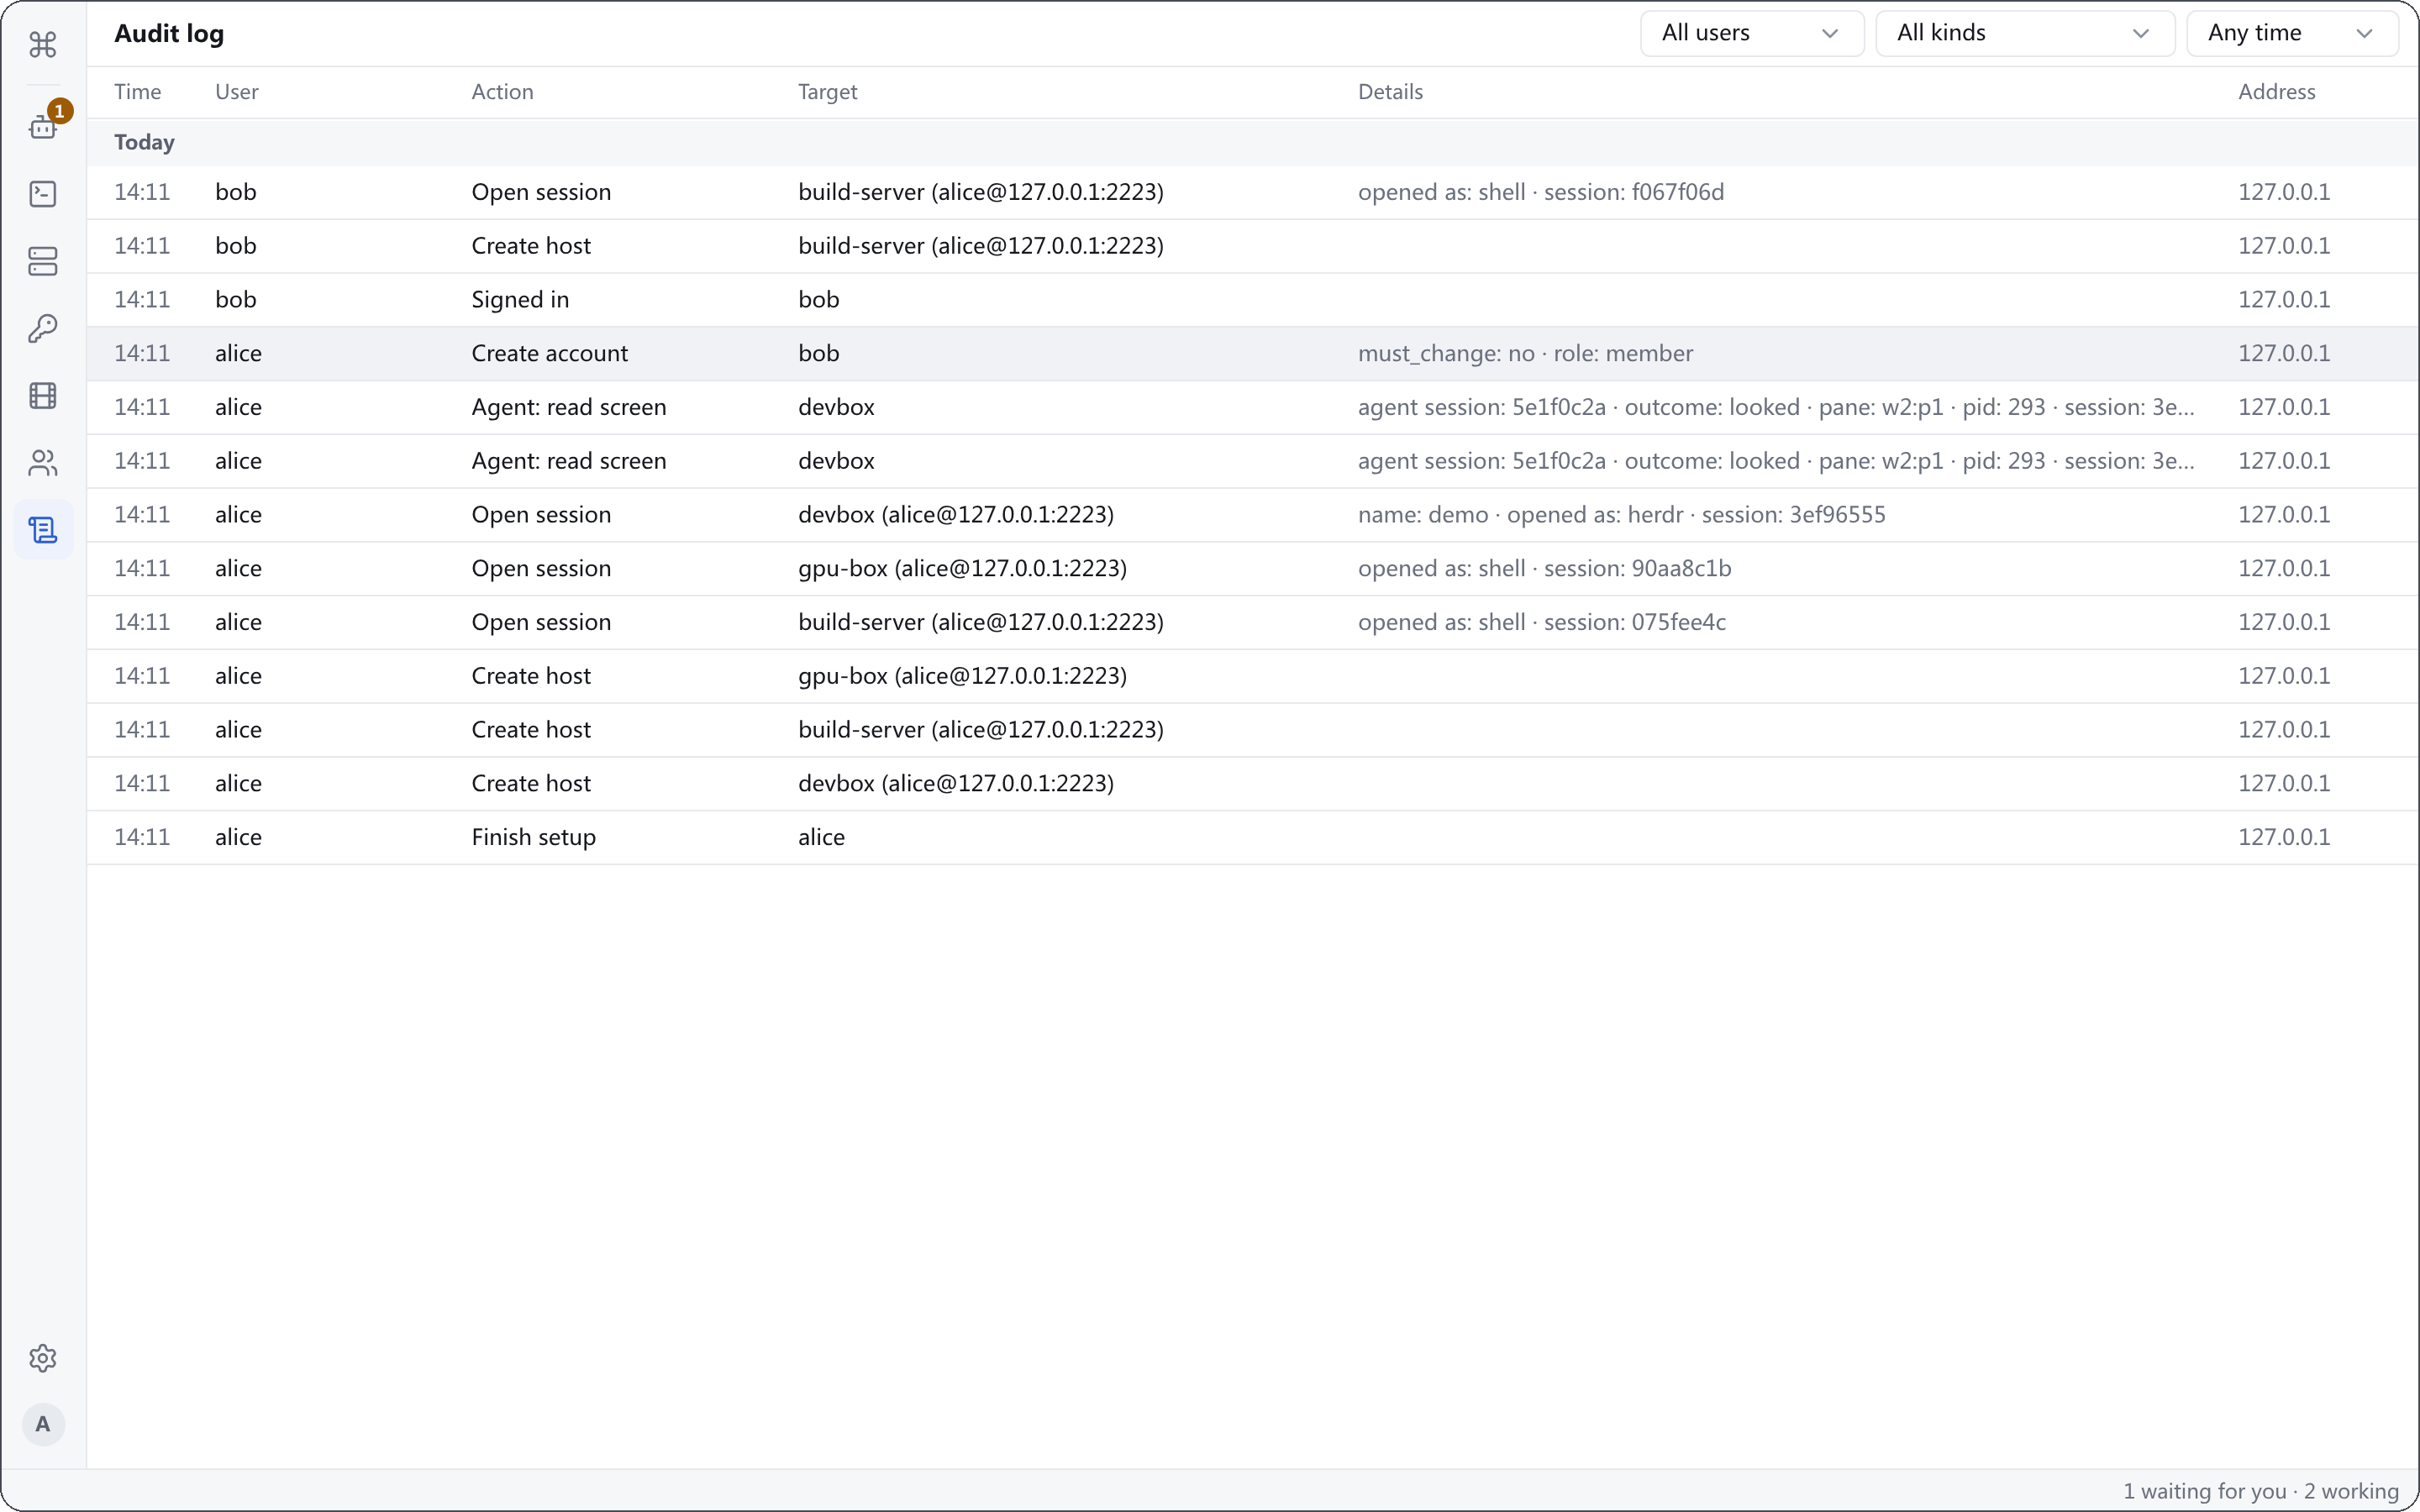 Audit log All users All kinds Any time
Time User Action Target Details Address
1
Today
14:11 bob Open session build-server (alice@127.0.0.1:2223) opened as: shell · session: f067f06d 127.0.0.1
14:11 bob Create host build-server (alice@127.0.0.1:2223) 127.0.0.1
14:11 bob Signed in bob 127.0.0.1
14:11 alice Create account bob must_change: no · role: member 127.0.0.1
14:11 alice Agent: read screen devbox agent session: 5e1f0c2a · outcome: looked · pane: w2:p1 · pid: 293 · session: 3e... 127.0.0.1
14:11 alice Agent: read screen devbox agent session: 5e1f0c2a · outcome: looked · pane: w2:p1 · pid: 293 · session: 3e... 127.0.0.1
14:11 alice Open session devbox (alice@127.0.0.1:2223) name: demo · opened as: herdr · session: 3ef96555 127.0.0.1
14:11 alice Open session gpu-box (alice@127.0.0.1:2223) opened as: shell · session: 90aa8c1b 127.0.0.1
14:11 alice Open session build-server (alice@127.0.0.1:2223) opened as: shell · session: 075fee4c 127.0.0.1
14:11 alice Create host gpu-box (alice@127.0.0.1:2223) 127.0.0.1
14:11 alice Create host build-server (alice@127.0.0.1:2223) 127.0.0.1
14:11 alice Create host devbox (alice@127.0.0.1:2223) 127.0.0.1
14:11 alice Finish setup alice 127.0.0.1
A
1 waiting for you · 2 working